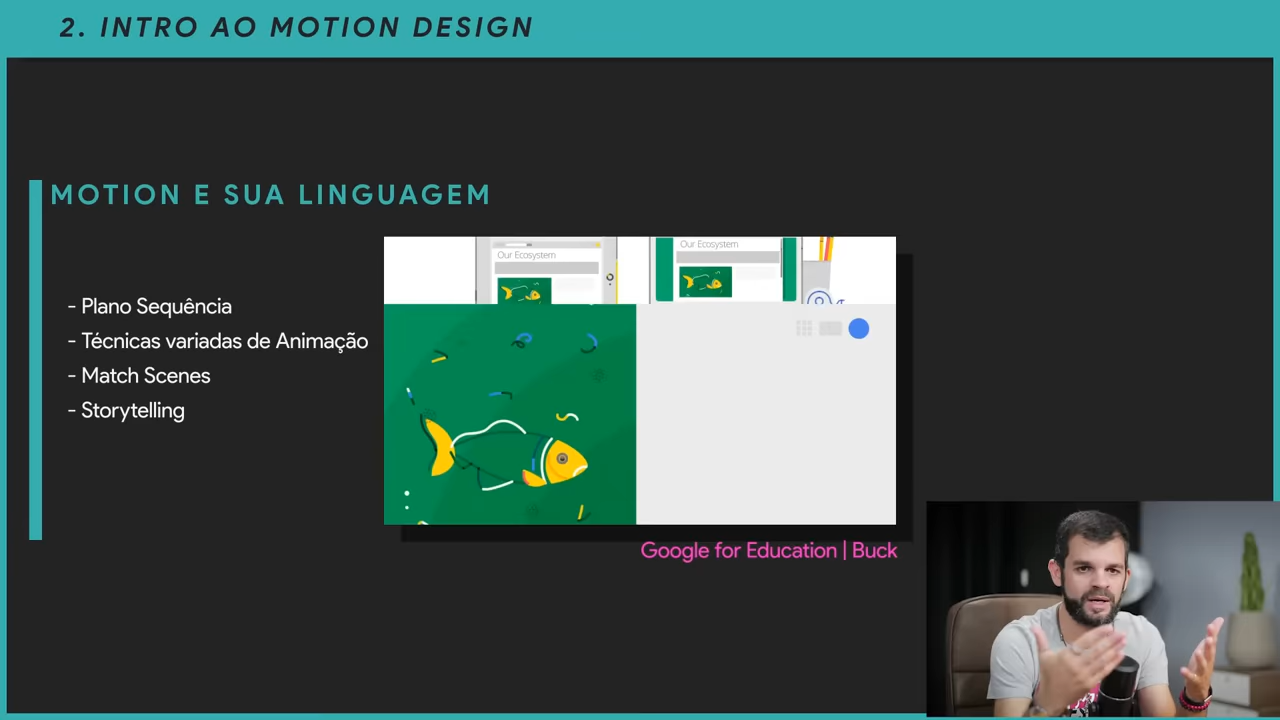 2. INTRO AO MOTION DESIGN
MOTION E SUA LINGUAGEM
- Plano Sequência
- Técnicas variadas de Animação
- Match Scenes
- Storytelling
Our Ecosystem
Our Ecosystem
Google for Education | Buck